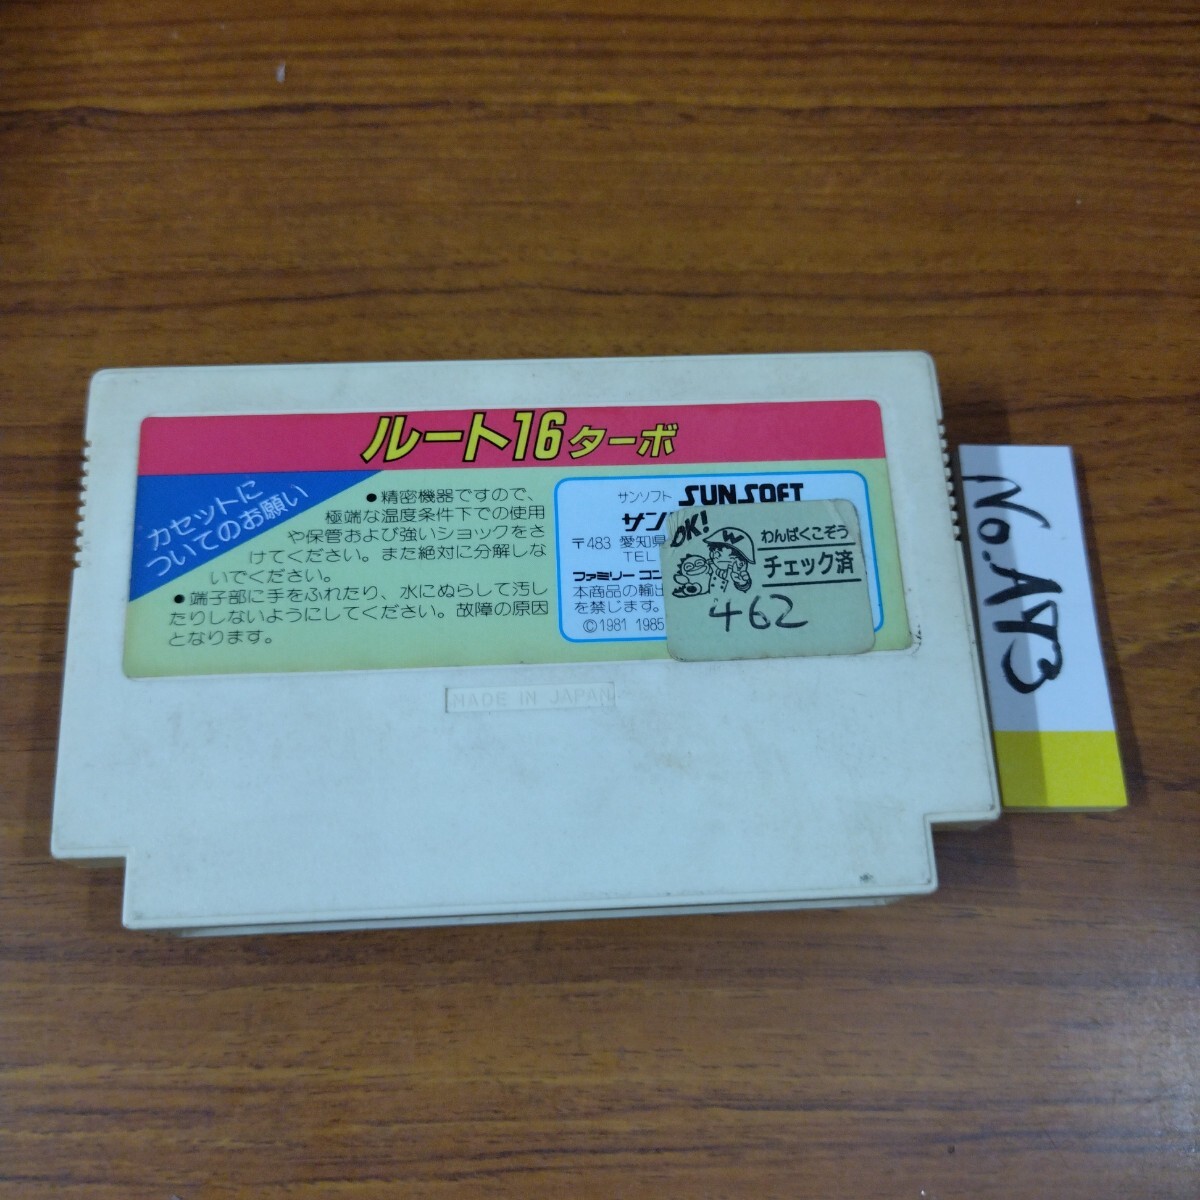 ルート16ターボ
カセットに
ついてのお願い
●精密機器ですので、
極端な温度条件下での使用
や保管および強いショックをさ
けてください。また絶対に分解しな
いでください。
●端子部に手をふれたり、水にぬらして汚し
たりしないようにしてください。故障の原因
となります。
サンソフト SUNSOFT
サン
〒483 愛知県
TEL
ファミリー コン
本商品の輸出
を禁じます。
©1981 1985
OK!
W
わんぱくこぞう
チェック済
462
MADE IN JAPAN